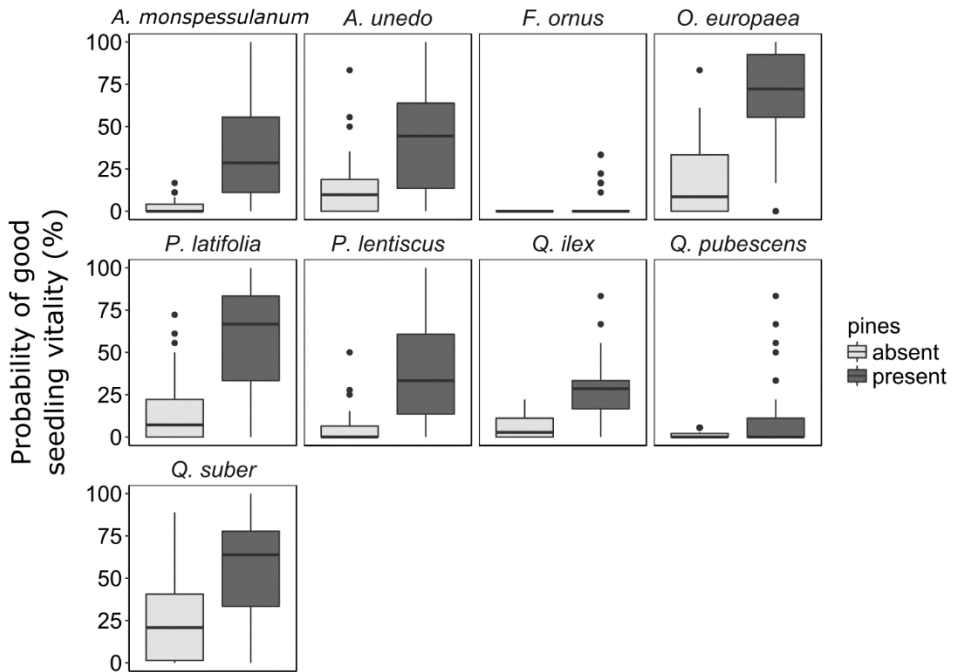 A. monspessulanum A. unedo F. ornus O. europaea
100
75
50
25
0
P. latifolia P. lentiscus Q. ilex Q. pubescens
100
75
50
25
0
Q. suber
100
75
50
25
0
Probability of good
seedling vitality (%)
pines
absent
present